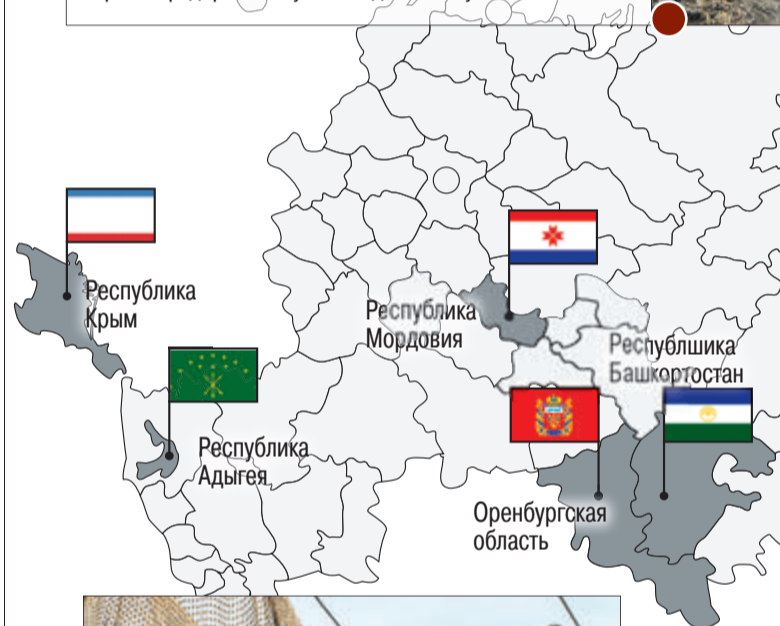 Республика
Крым
Республика
Мордовия
Республшика
Башкортостан
Республика
Адыгея
Оренбургская
область